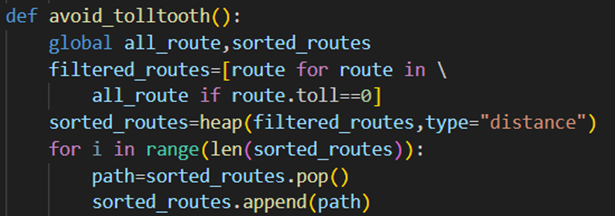 def avoid_tolltooth():
    global all_route,sorted_routes
    filtered_routes=[route for route in \
        all_route if route.toll==0]
    sorted_routes=heap(filtered_routes,type="distance")
    for i in range(len(sorted_routes)):
        path=sorted_routes.pop()
        sorted_routes.append(path)